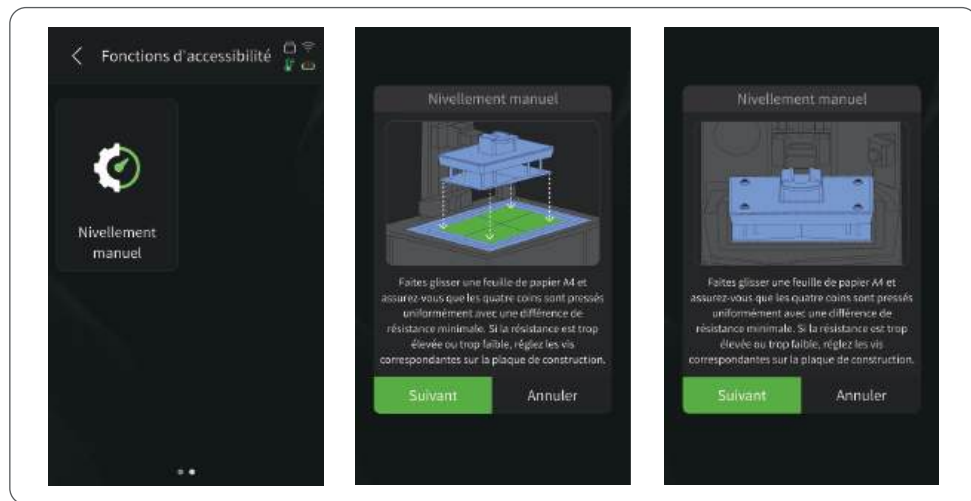 Fonctions d'accessibilité
Nivellement
manuel
Nivellement manuel
Faites glisser une feuille de papier A4 et
assurez-vous que les quatre coins sont pressés
uniformément avec une différence de
résistance minimale. Si la résistance est trop
élevée ou trop faible, réglez les vis
correspondantes sur la plaque de construction.
Suivant
Annuler
Nivellement manuel
Faites glisser une feuille de papier A4 et
assurez-vous que les quatre coins sont pressés
uniformément avec une différence de
résistance minimale. Si la résistance est trop
élevée ou trop faible, réglez les vis
correspondantes sur la plaque de construction.
Suivant
Annuler